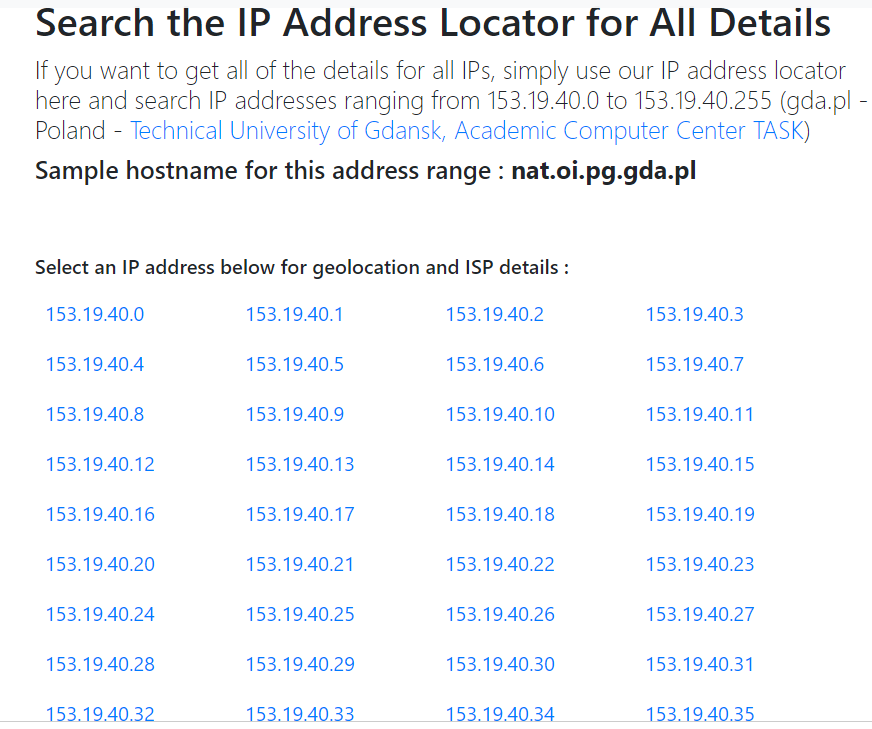 Search the IP Address Locator for All Details
If you want to get all of the details for all IPs, simply use our IP address locator
here and search IP addresses ranging from 153.19.40.0 to 153.19.40.255 (gda.pl -
Poland - Technical University of Gdansk, Academic Computer Center TASK)
Sample hostname for this address range : nat.oi.pg.gda.pl
Select an IP address below for geolocation and ISP details :
153.19.40.0 153.19.40.1 153.19.40.2 153.19.40.3
153.19.40.4 153.19.40.5 153.19.40.6 153.19.40.7
153.19.40.8 153.19.40.9 153.19.40.10 153.19.40.11
153.19.40.12 153.19.40.13 153.19.40.14 153.19.40.15
153.19.40.16 153.19.40.17 153.19.40.18 153.19.40.19
153.19.40.20 153.19.40.21 153.19.40.22 153.19.40.23
153.19.40.24 153.19.40.25 153.19.40.26 153.19.40.27
153.19.40.28 153.19.40.29 153.19.40.30 153.19.40.31
153.19.40.32 153.19.40.33 153.19.40.34 153.19.40.35